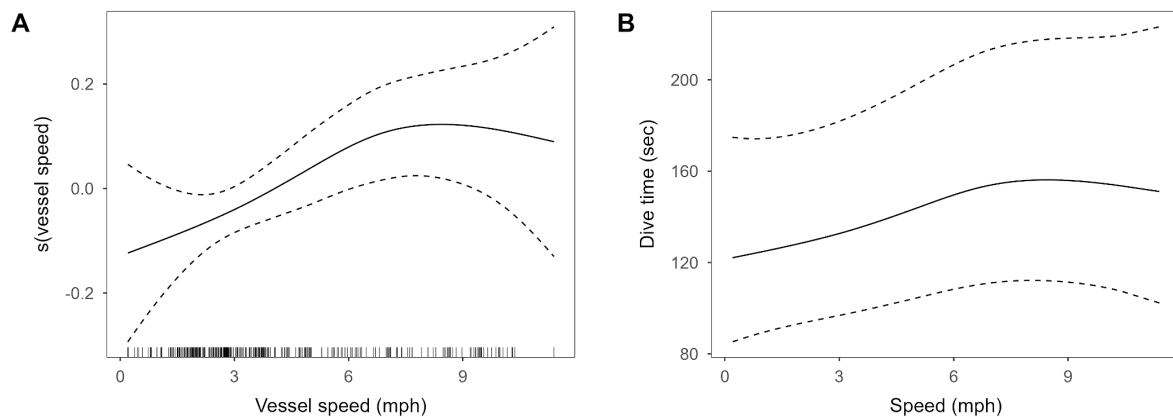 A
s(vessel speed)
0.2
0.0
-0.2
0
3
6
9
Vessel speed (mph)
B
Dive time (sec)
200
160
120
80
0
3
6
9
Speed (mph)